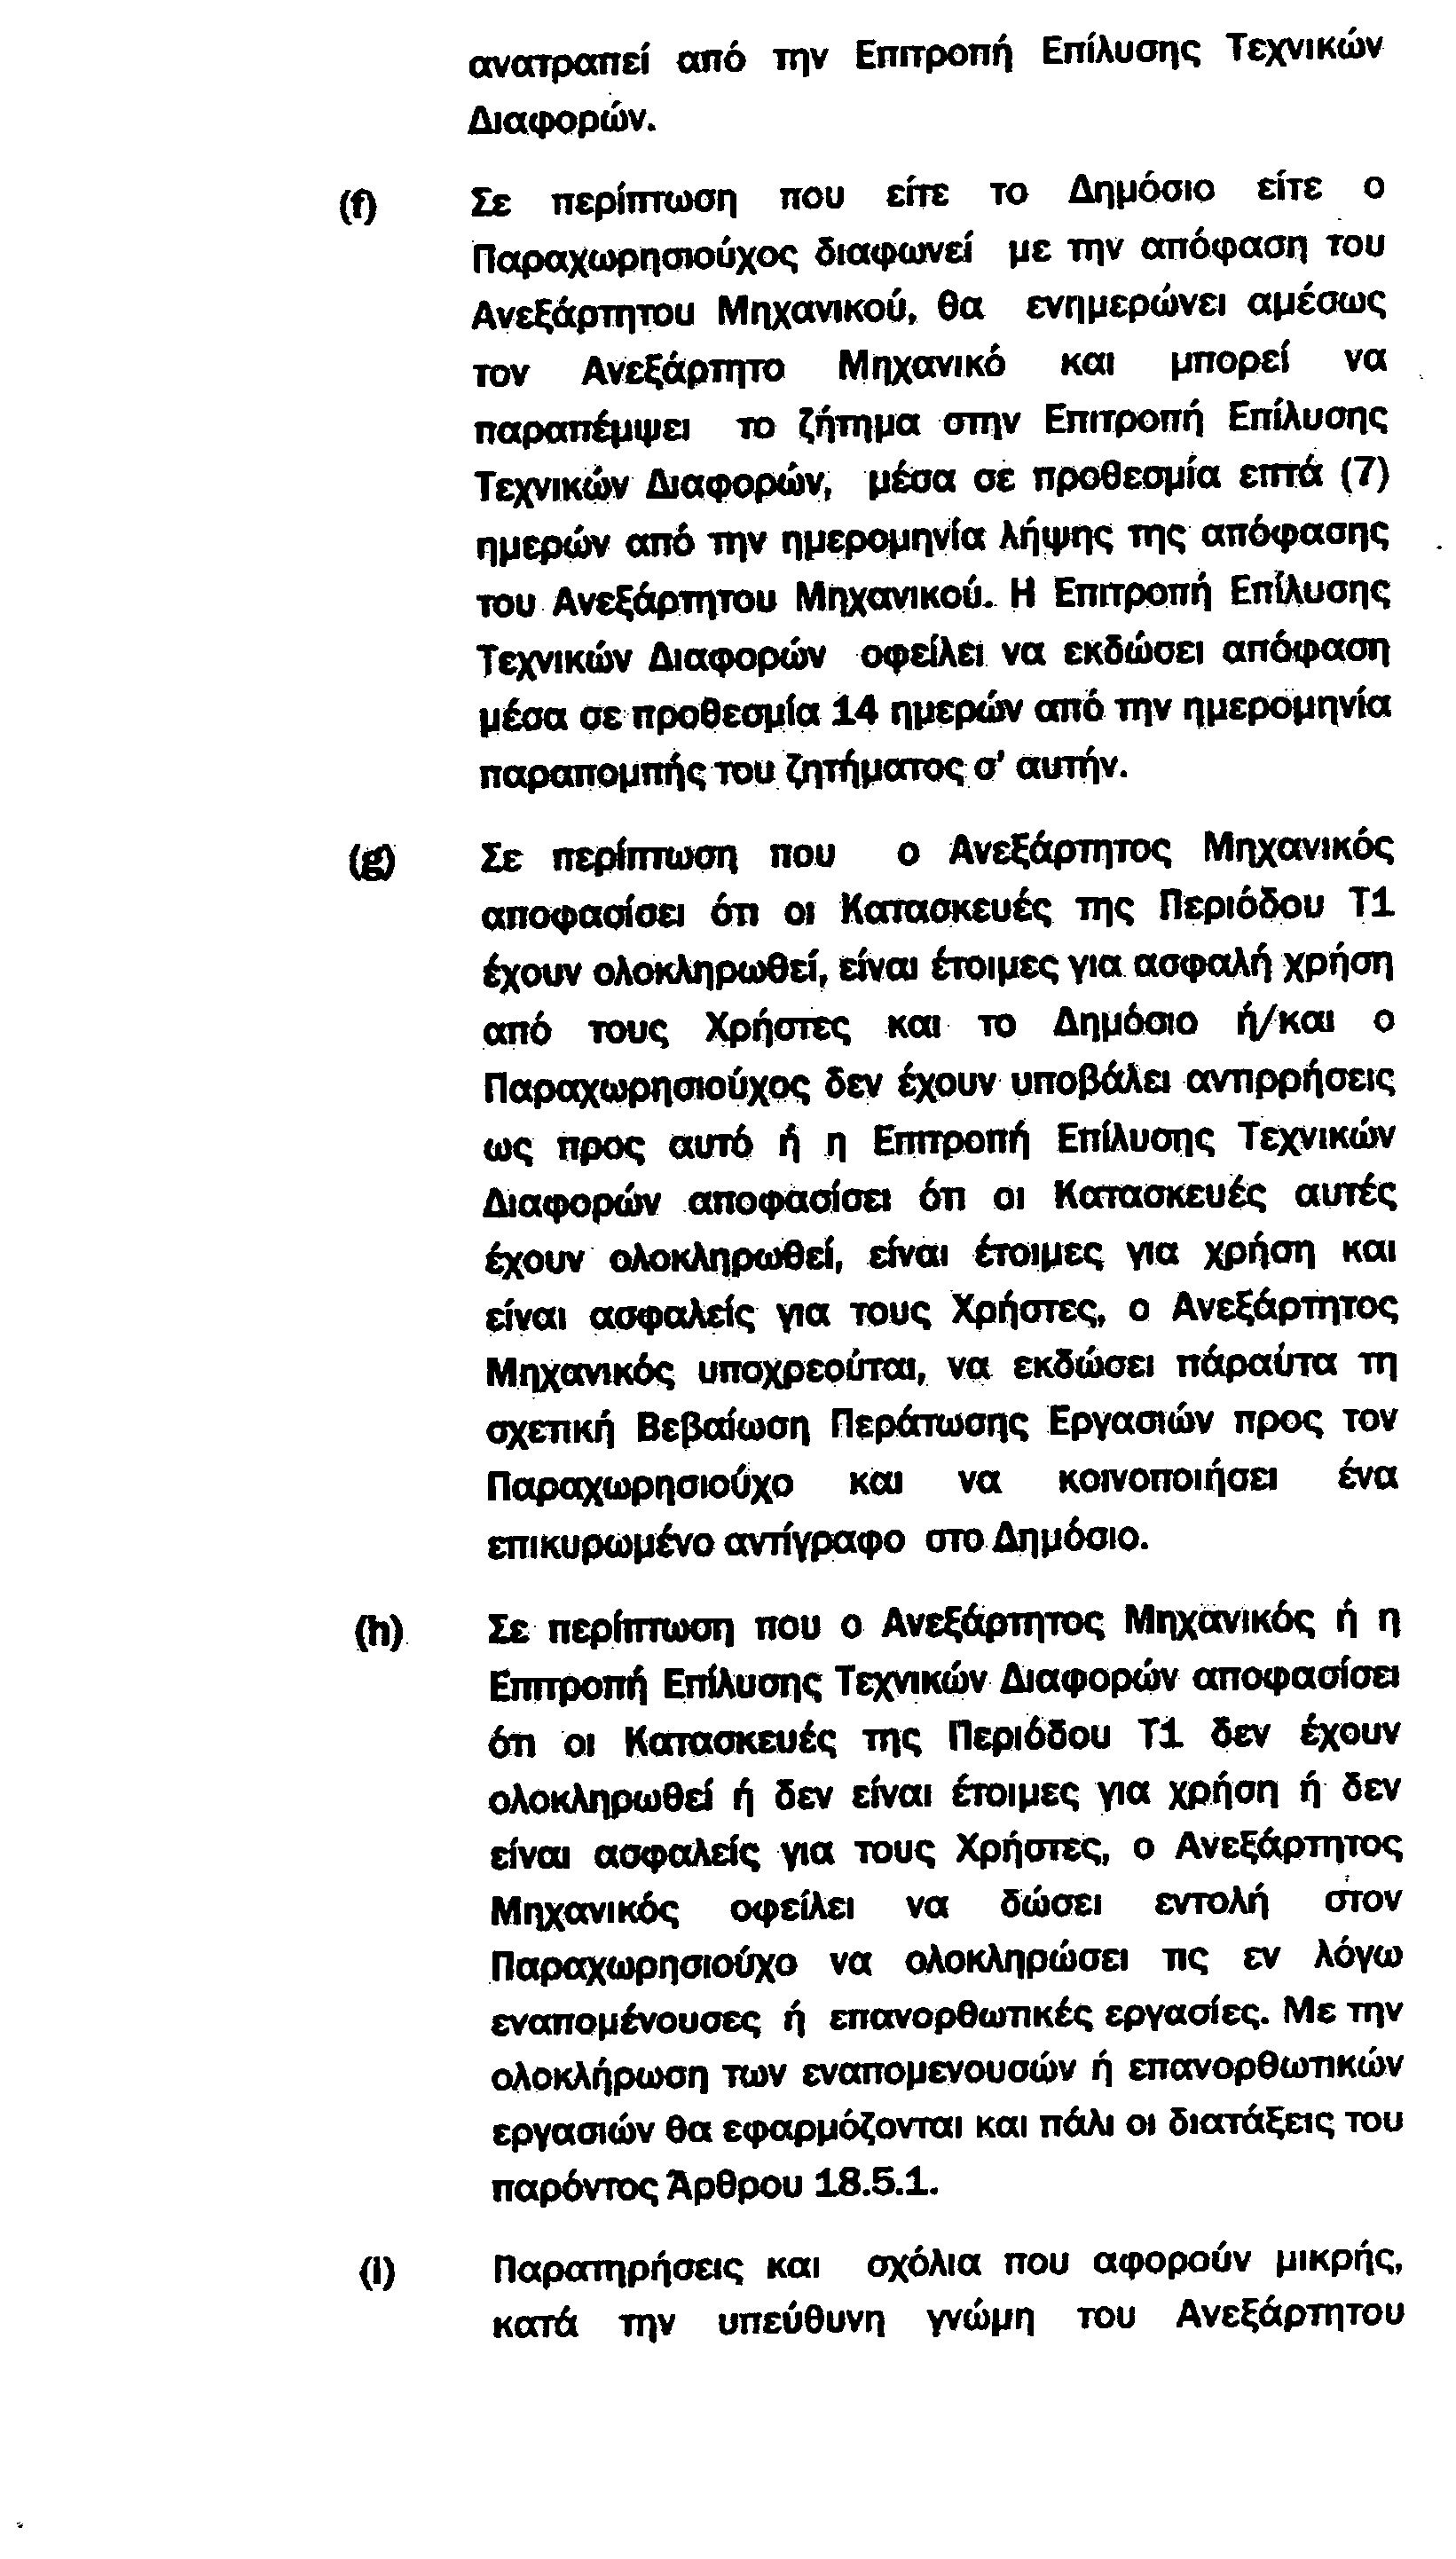 ανατραπεί από την Επιτροπή Επίλυσης Τεχνικών
Διαφορών.
(f) Σε περίπτωση που είτε το Δημόσιο είτε ο
Παραχωρησιούχος διαφωνεί με την απόφαση του
Ανεξάρτητου Μηχανικού, θα ενημερώνει αμέσως
τον Ανεξάρτητο Μηχανικό και μπορεί να
παραπέμψει το ζήτημα στην Επιτροπή Επίλυσης
Τεχνικών Διαφορών, μέσα σε προθεσμία επτά (7)
ημερών από την ημερομηνία λήψης της απόφασης
του Ανεξάρτητου Μηχανικού. Η Επιτροπή Επίλυσης
Τεχνικών Διαφορών οφείλει να εκδώσει απόφαση
μέσα σε προθεσμία 14 ημερών από την ημερομηνία
παραπομπής του ζητήματος σ' αυτήν.
(g) Σε περίπτωση που ο Ανεξάρτητος Μηχανικός
αποφασίσει ότι οι Κατασκευές της Περιόδου Τ1
έχουν ολοκληρωθεί, είναι έτοιμες για ασφαλή χρήση
από τους Χρήστες και το Δημόσιο ή/και ο
Παραχωρησιούχος δεν έχουν υποβάλει αντιρρήσεις
ως προς αυτό ή η Επιτροπή Επίλυσης Τεχνικών
Διαφορών αποφασίσει ότι οι Κατασκευές αυτές
έχουν ολοκληρωθεί, είναι έτοιμες για χρήση και
είναι ασφαλείς για τους Χρήστες, ο Ανεξάρτητος
Μηχανικός υποχρεούται, να εκδώσει πάραυτα τη
σχετική Βεβαίωση Περάτωσης Εργασιών προς τον
Παραχωρησιούχο και να κοινοποιήσει ένα
επικυρωμένο αντίγραφο στο Δημόσιο.
(h) Σε περίπτωση που ο Ανεξάρτητος Μηχανικός ή η
Επιτροπή Επίλυσης Τεχνικών Διαφορών αποφασίσει
ότι οι Κατασκευές της Περιόδου Τ1 δεν έχουν
ολοκληρωθεί ή δεν είναι έτοιμες για χρήση ή δεν
είναι ασφαλείς για τους Χρήστες, ο Ανεξάρτητος
Μηχανικός οφείλει να δώσει εντολή στον
Παραχωρησιούχο να ολοκληρώσει τις εν λόγω
εναπομένουσες ή επανορθωτικές εργασίες. Με την
ολοκλήρωση των εναπομενουσών ή επανορθωτικών
εργασιών θα εφαρμόζονται και πάλι οι διατάξεις του
παρόντος Άρθρου 18.5.1.
(i) Παρατηρήσεις και σχόλια που αφορούν μικρής,
κατά την υπεύθυνη γνώμη του Ανεξάρτητου